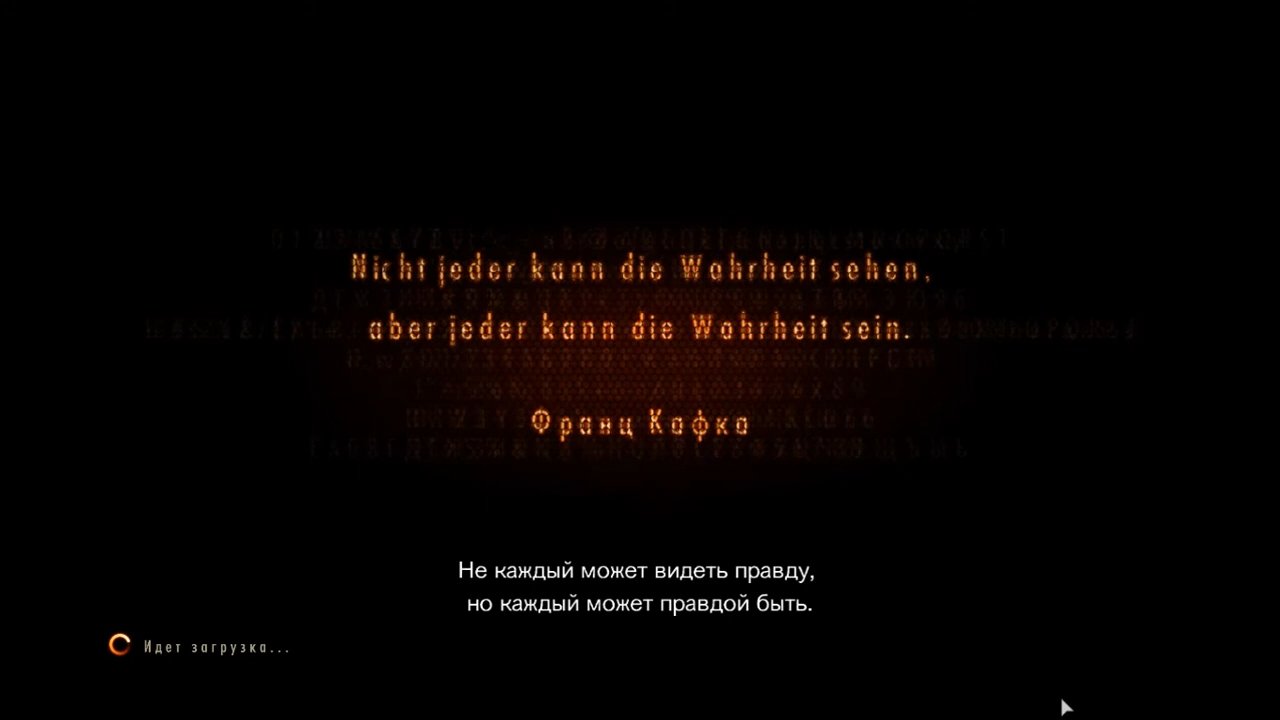 Nicht jeder kann die Wahrheit sehen,
aber jeder kann die Wahrheit sein.
Франц Кафка
Не каждый может видеть правду,
но каждый может правдой быть.
Идет загрузка...